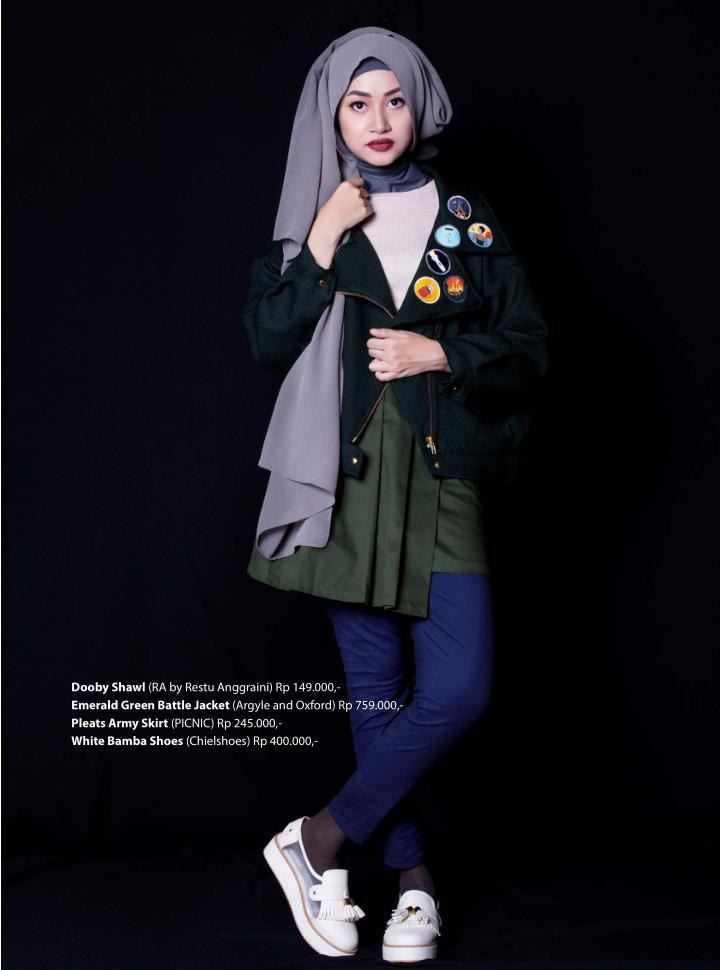 Dooby Shawl (RA by Restu Anggraini) Rp 149.000,-
Emerald Green Battle Jacket (Argyle and Oxford) Rp 759.000,-
Pleats Army Skirt (PICNIC) Rp 245.000,-
White Bamba Shoes (Chielshoes) Rp 400.000,-